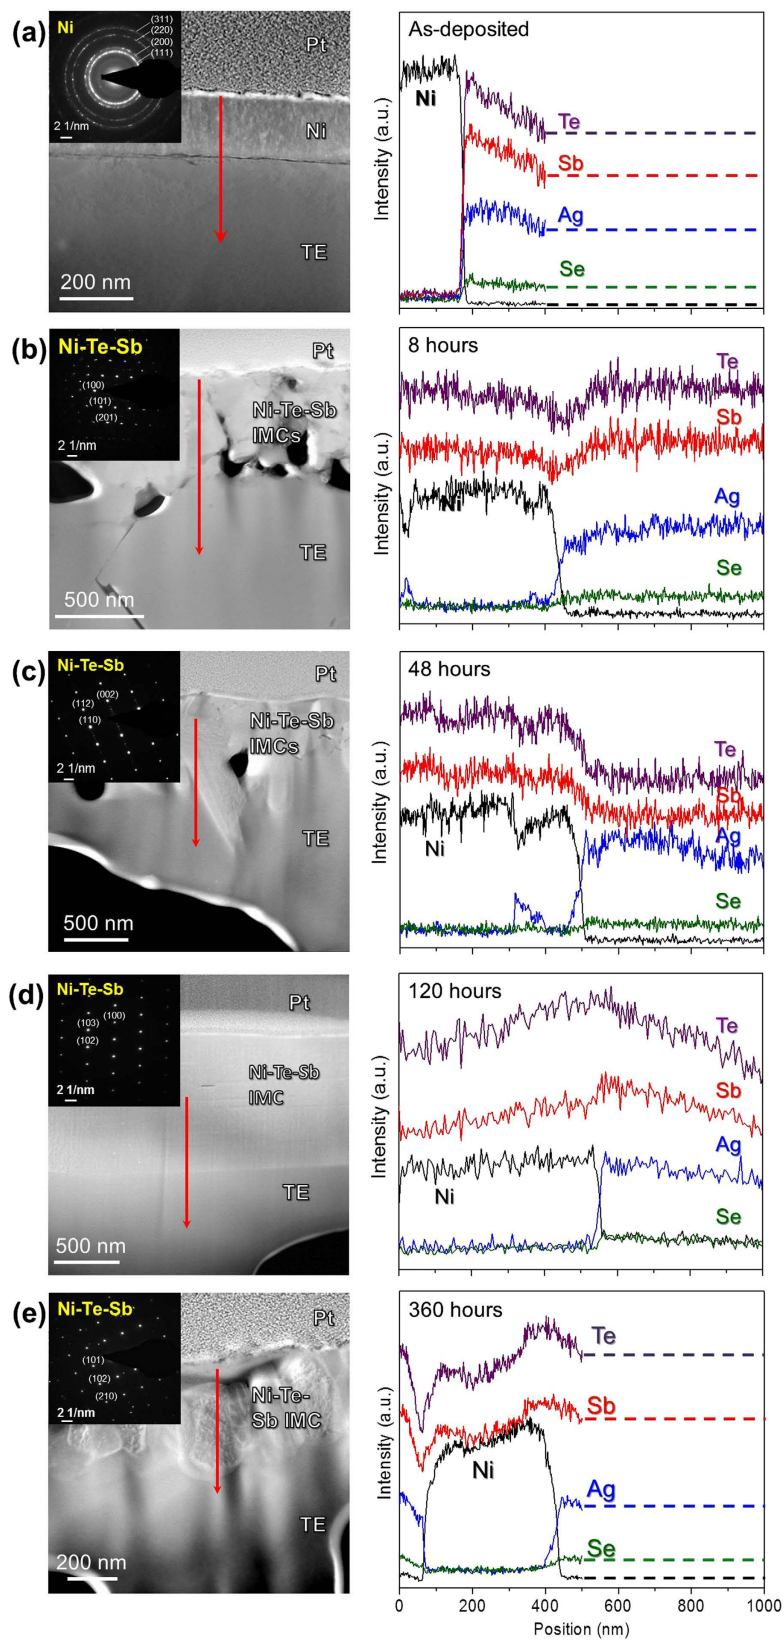 (a)
Ni
(311)
(220)
(200)
(111)
2 1/nm
Pt
Ni
TE
200 nm
As-deposited
Ni
Te
Sb
Ag
Se
Intensity (a.u.)
(b)
Ni-Te-Sb
(100)
(101)
(201)
2 1/nm
Pt
Ni-Te-Sb
IMCs
TE
500 nm
8 hours
Te
Sb
Ni
Ag
Se
Intensity (a.u.)
(c)
Ni-Te-Sb
(002)
(112)
(110)
2 1/nm
Pt
Ni-Te-Sb
IMCs
TE
500 nm
48 hours
Te
Sb
Ag
Ni
Se
Intensity (a.u.)
(d)
Ni-Te-Sb
(100)
(103)
(102)
2 1/nm
Pt
Ni-Te-Sb
IMC
TE
500 nm
120 hours
Te
Sb
Ag
Ni
Se
Intensity (a.u.)
(e)
Ni-Te-Sb
(101)
(102)
(210)
2 1/nm
Pt
Ni-Te-
Sb IMC
TE
200 nm
360 hours
Te
Sb
Ni
Ag
Se
Intensity (a.u.)
0 200 400 600 800 1000
Position (nm)